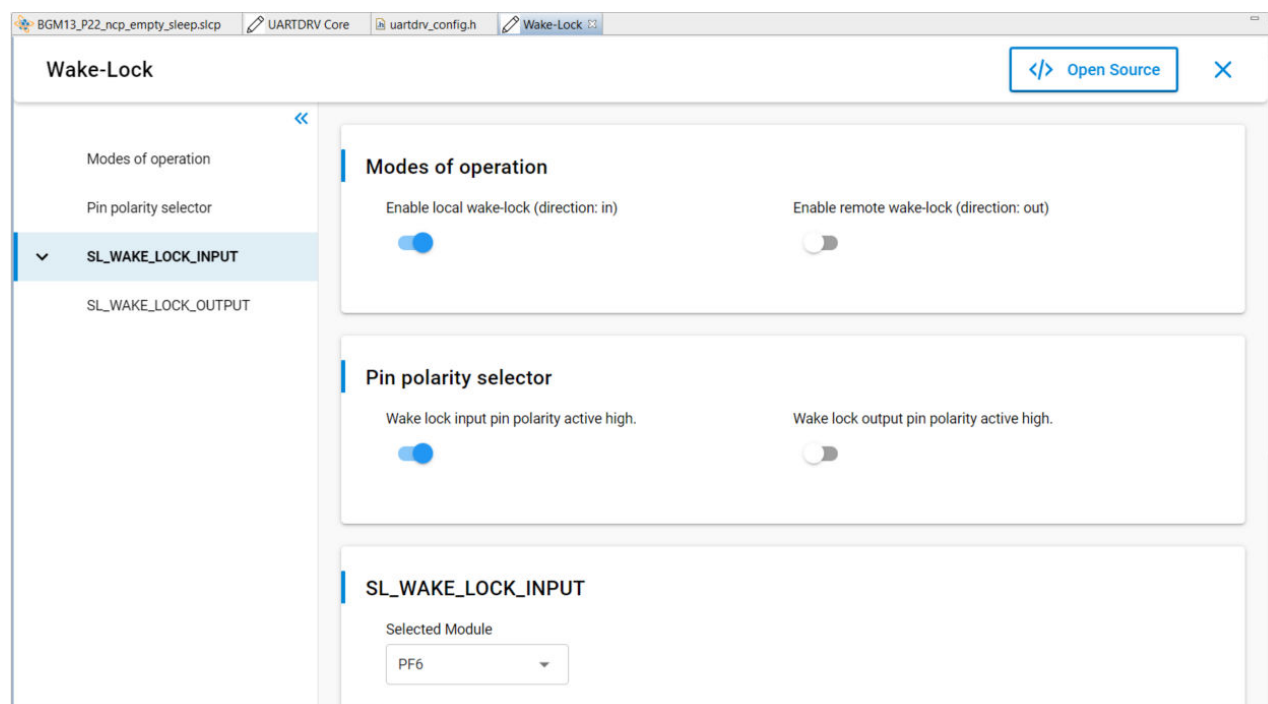 BGM13_P22_ncp_empty_sleep.slcp UARTDRV Core uartdrv_config.h Wake-Lock
Wake-Lock
</> Open Source
Modes of operation
Pin polarity selector
SL_WAKE_LOCK_INPUT
SL_WAKE_LOCK_OUTPUT
Modes of operation
Enable local wake-lock (direction: in) Enable remote wake-lock (direction: out)
Pin polarity selector
Wake lock input pin polarity active high. Wake lock output pin polarity active high.
SL_WAKE_LOCK_INPUT
Selected Module
PF6